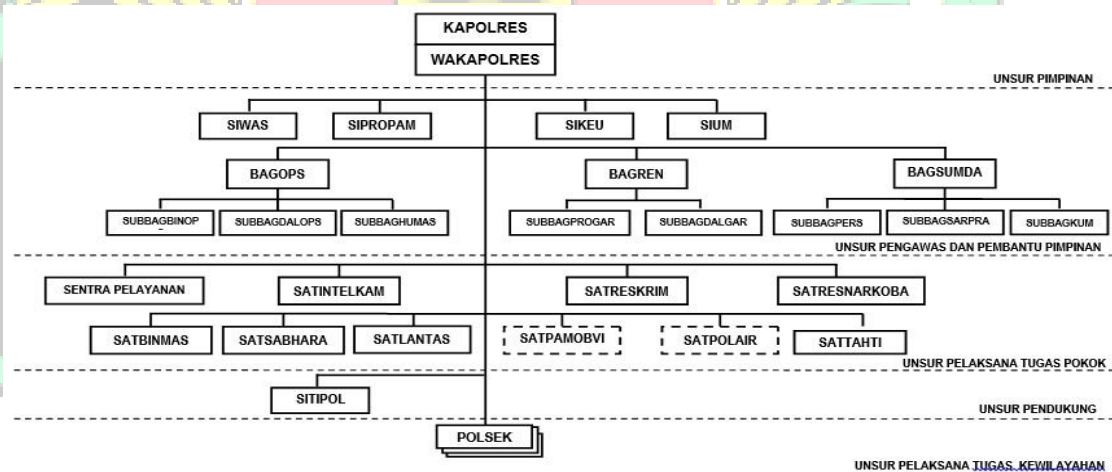 KAPOLRES
WAKAPOLRES
UNSUR PIMPINAN
SIWAS
SIPROPAM
SIKEU
SIUM
BAGOPS
BAGREN
BAGSUMDA
SUBBAGBINOP
SUBBAGDALOPS
SUBBAGHUMAS
SUBBAGPROGAR
SUBBAGDALGAR
SUBBAGPERS
SUBBAGSARPRA
SUBBAGKUM
UNSUR PENGAWAS DAN PEMBANTU PIMPINAN
SENTRA PELAYANAN
SATINTELKAM
SATRESKRIM
SATRESNARKOBA
SATBINMAS
SATSABHARA
SATLANTAS
SATPAMOBVI
SATPOLAIR
SATTAHTI
UNSUR PELAKSANA TUGAS POKOK
SITIPOL
UNSUR PENDUKUNG
POLSEK
UNSUR PELAKSANA TUGAS KEWILAYAHAN